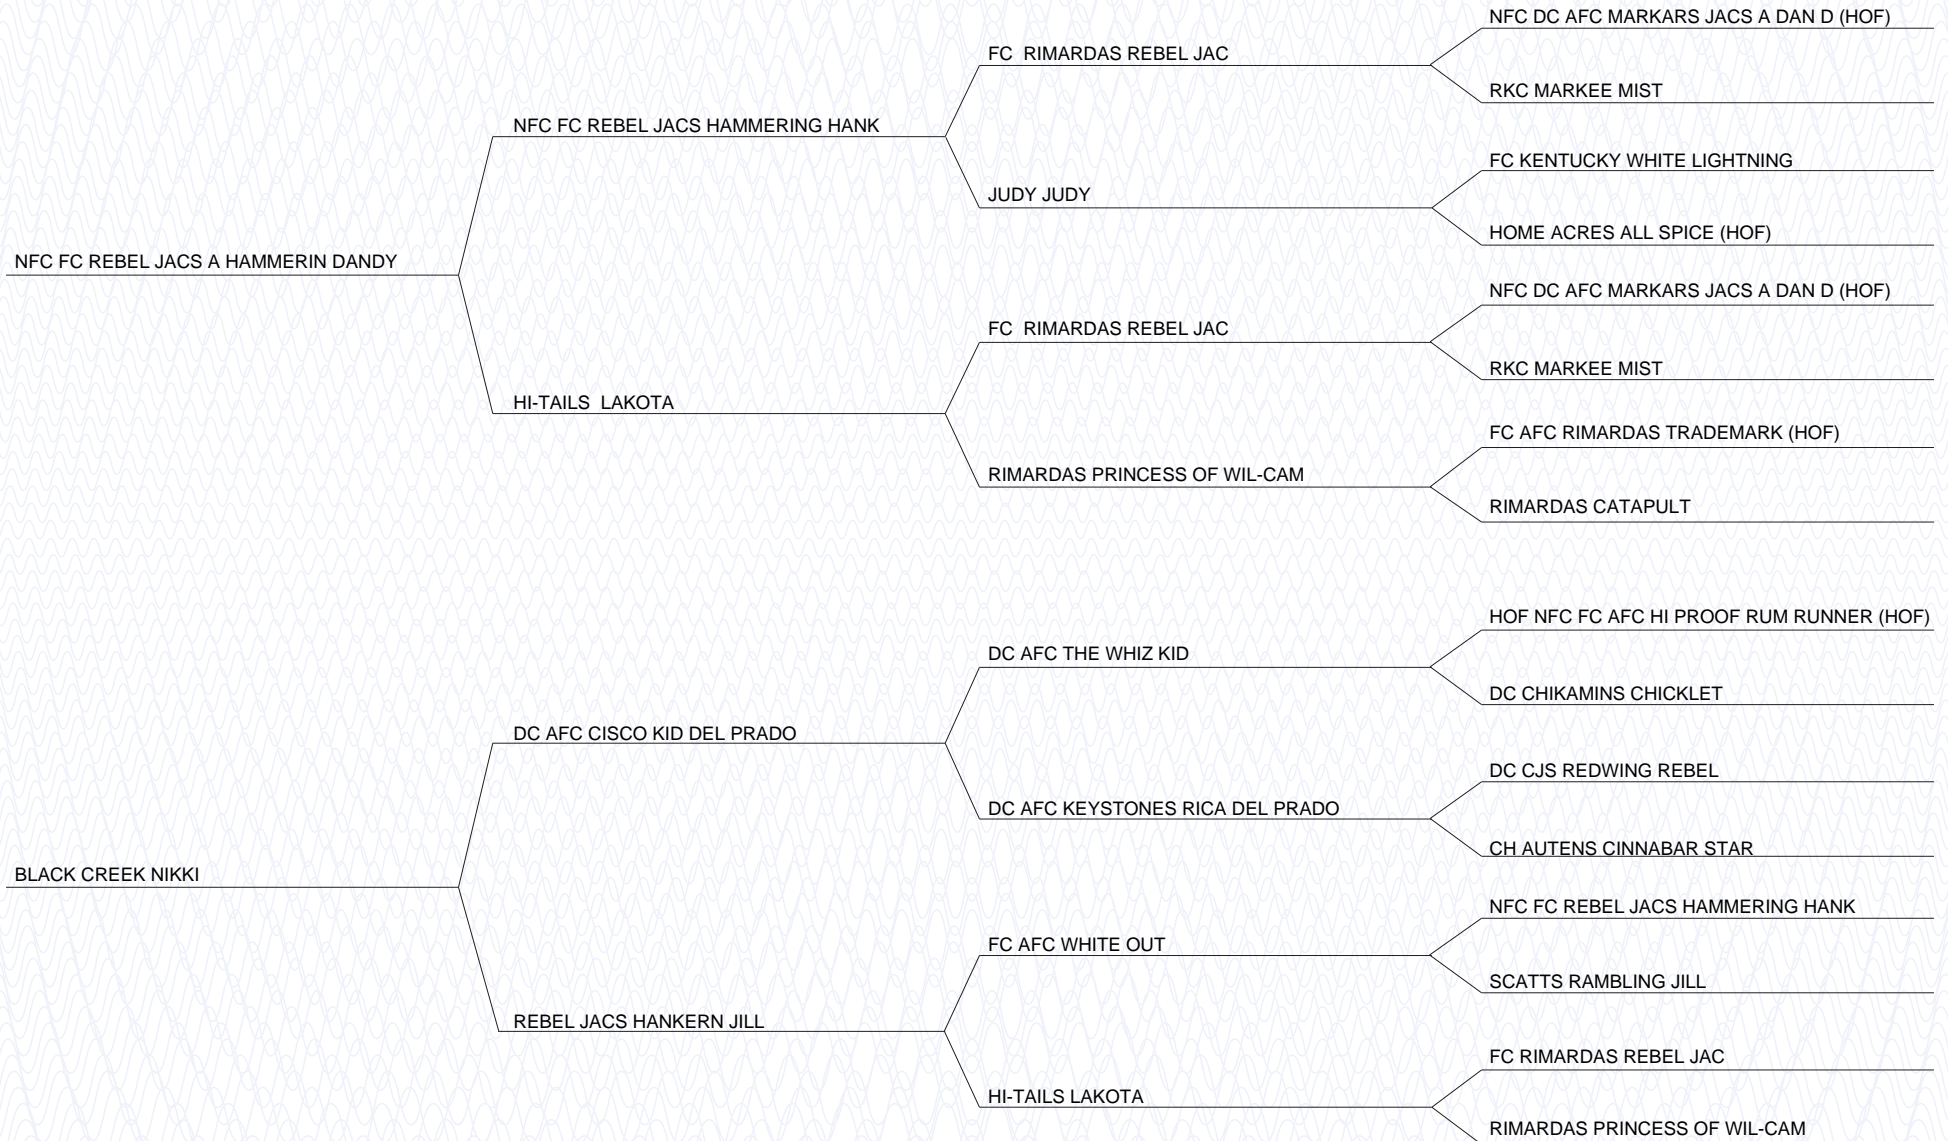 NFC DC AFC MARKARS JACS A DAN D (HOF)
FC  RIMARDAS REBEL JAC
RKC MARKEE MIST
NFC FC REBEL JACS HAMMERING HANK
FC KENTUCKY WHITE LIGHTNING
JUDY JUDY
HOME ACRES ALL SPICE (HOF)
NFC FC REBEL JACS A HAMMERIN DANDY
NFC DC AFC MARKARS JACS A DAN D (HOF)
FC  RIMARDAS REBEL JAC
RKC MARKEE MIST
HI-TAILS  LAKOTA
FC AFC RIMARDAS TRADEMARK (HOF)
RIMARDAS PRINCESS OF WIL-CAM
RIMARDAS CATAPULT
HOF NFC FC AFC HI PROOF RUM RUNNER (HOF)
DC AFC THE WHIZ KID
DC CHIKAMINS CHICKLET
DC AFC CISCO KID DEL PRADO
DC CJS REDWING REBEL
DC AFC KEYSTONES RICA DEL PRADO
CH AUTENS CINNABAR STAR
BLACK CREEK NIKKI
NFC FC REBEL JACS HAMMERING HANK
FC AFC WHITE OUT
SCATTS RAMBLING JILL
REBEL JACS HANKERN JILL
FC RIMARDAS REBEL JAC
HI-TAILS LAKOTA
RIMARDAS PRINCESS OF WIL-CAM